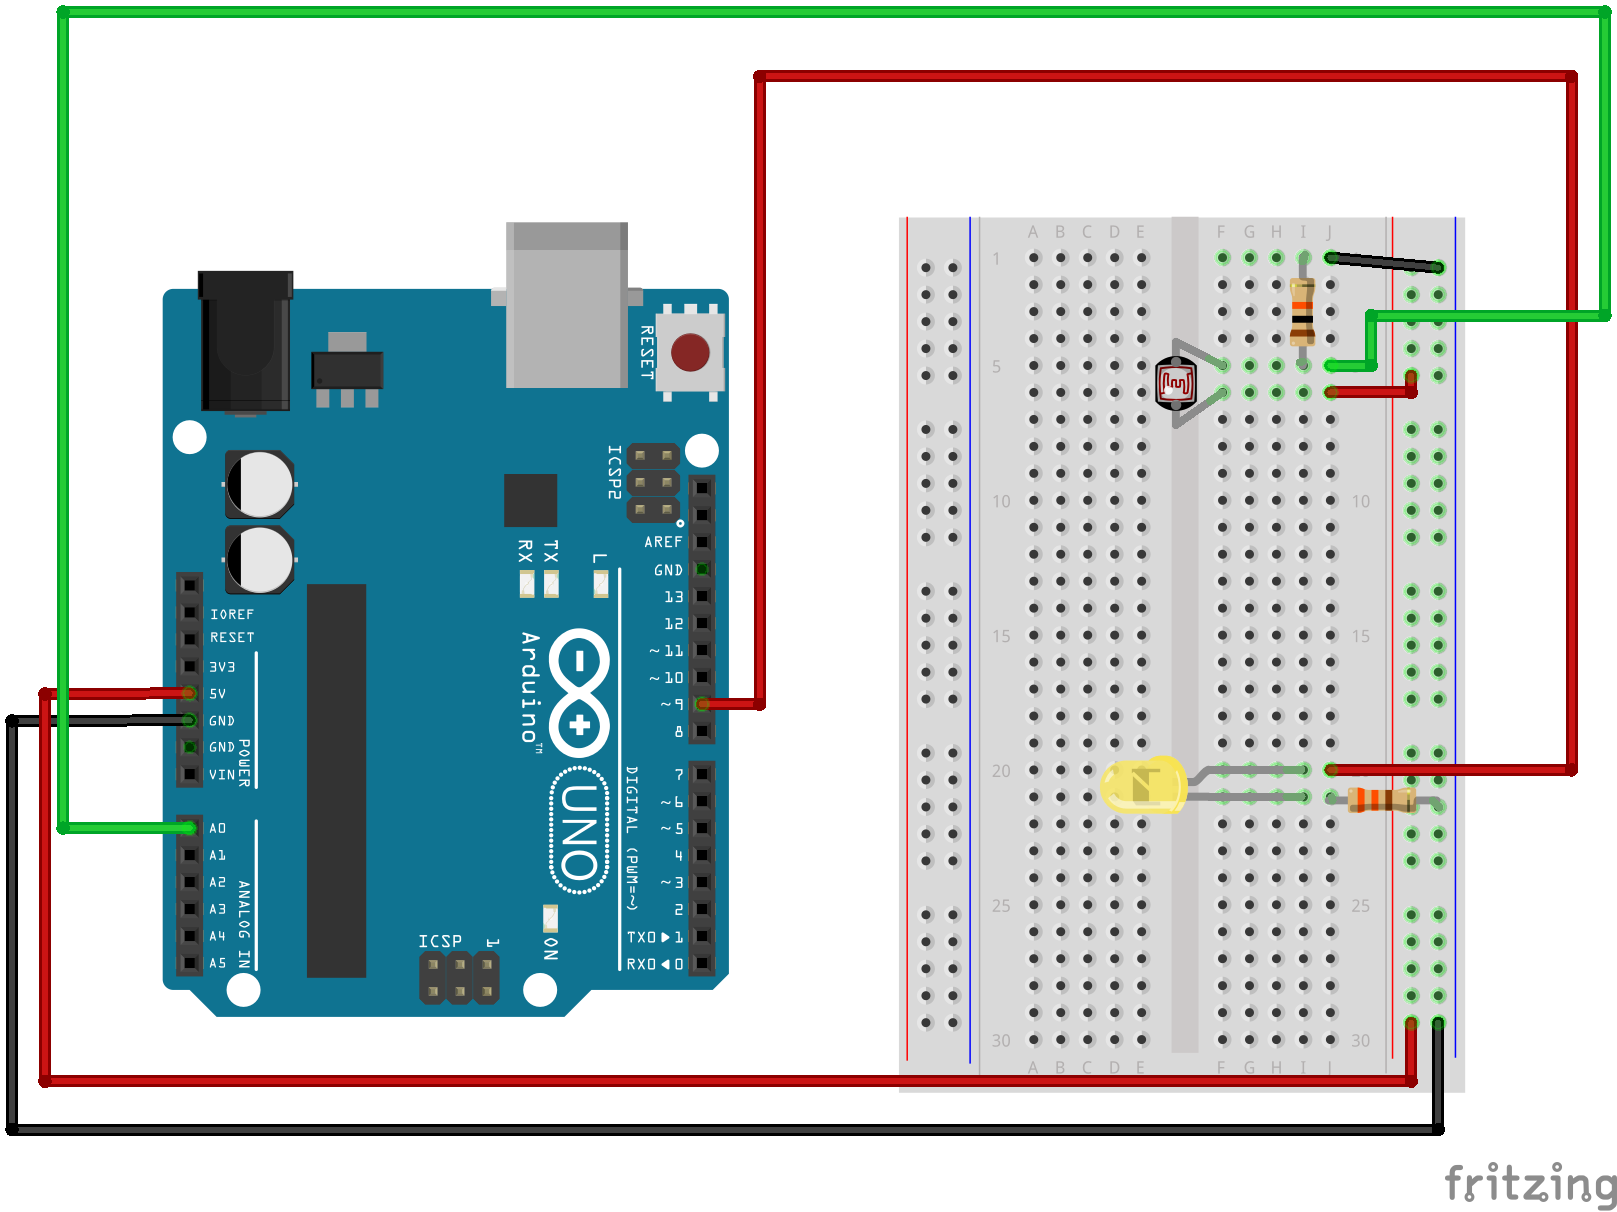 RESET
ICSP2
AREF
GND
13
12
~11
~10
~9
8
RX
TX
L
IOREF
RESET
3V3
5V
GND
GND
VIN
POWER
Arduino™
UNO
7
~6
~5
4
~3
2
TX0▶1
RX0◀0
DIGITAL (PWM=~)
A0
A1
A2
A3
A4
A5
ANALOG IN
ICSP 1
ON
A B C D E F G H I J
1
5
10 10
15 15
20
25 25
30 30
A B C D E F G H I J
fritzing